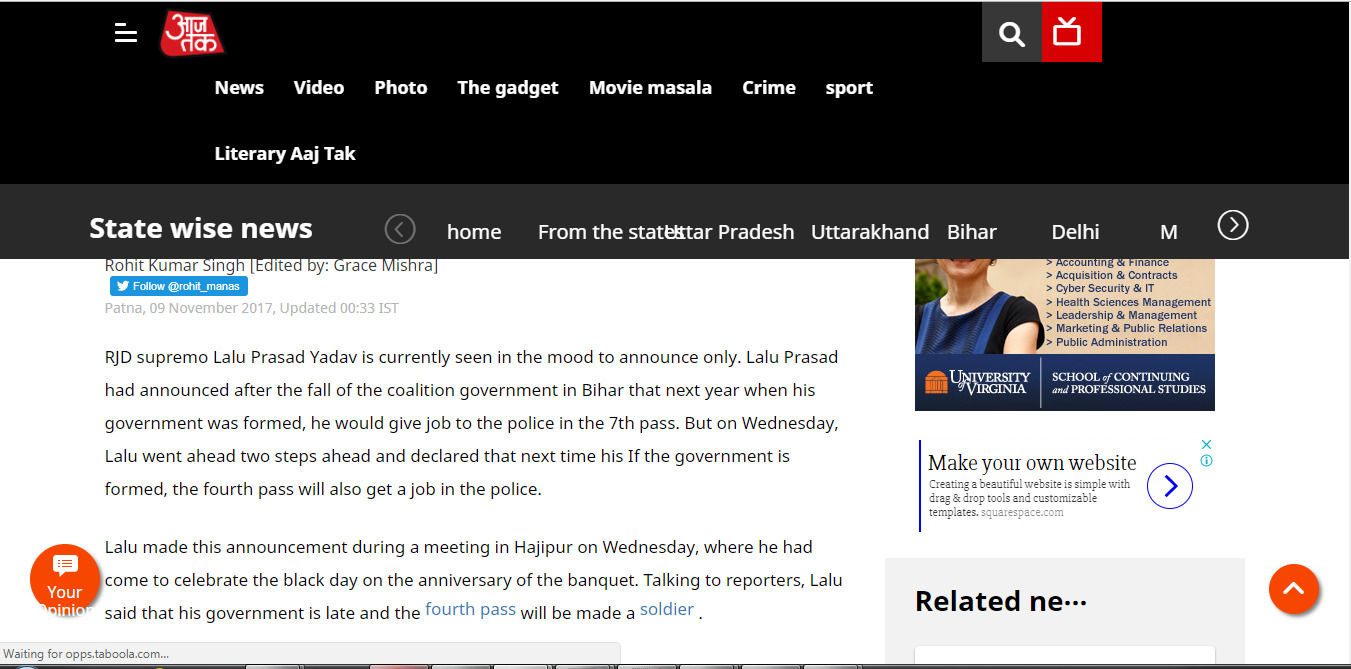 आज
तक
News Video Photo The gadget Movie masala Crime sport
Literary Aaj Tak
State wise news
home From the states Uttar Pradesh Uttarakhand Bihar Delhi M
Rohit Kumar Singh [Edited by: Grace Mishra]
Follow @rohit_manas
Patna, 09 November 2017, Updated 00:33 IST
RJD supremo Lalu Prasad Yadav is currently seen in the mood to announce only. Lalu Prasad
had announced after the fall of the coalition government in Bihar that next year when his
government was formed, he would give job to the police in the 7th pass. But on Wednesday,
Lalu went ahead two steps ahead and declared that next time his If the government is
formed, the fourth pass will also get a job in the police.
Lalu made this announcement during a meeting in Hajipur on Wednesday, where he had
come to celebrate the black day on the anniversary of the banquet. Talking to reporters, Lalu
said that his government is late and the fourth pass will be made a soldier .
Your
Opinion
Waiting for opps.taboola.com...
> Accounting & Finance
> Acquisition & Contracts
> Cyber Security & IT
> Health Sciences Management
> Leadership & Management
> Marketing & Public Relations
> Public Administration
UNIVERSITY
of VIRGINIA
SCHOOL of CONTINUING
and PROFESSIONAL STUDIES
Make your own website
Creating a beautiful website is simple with
drag & drop tools and customizable
templates. squarespace.com
Related ne...